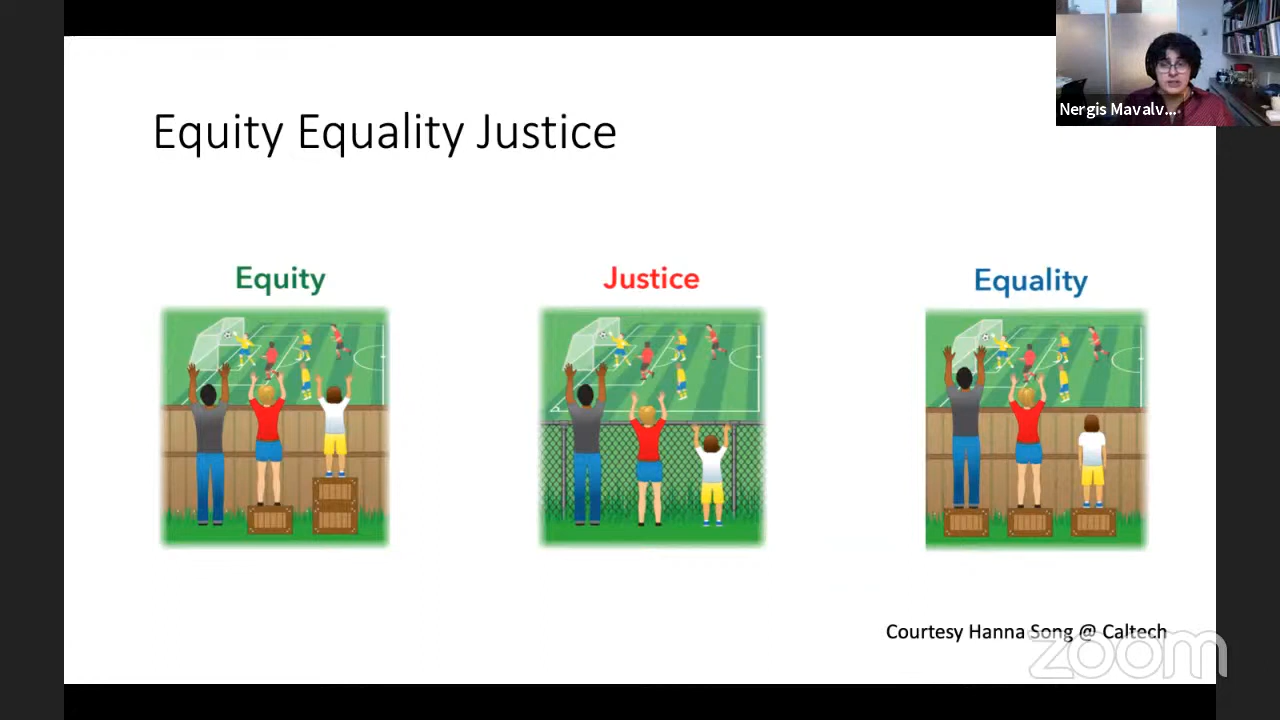 Nergis Mavalv...
Equity Equality Justice
Equity
Justice
Equality
Courtesy Hanna Song @ Caltech
zoom